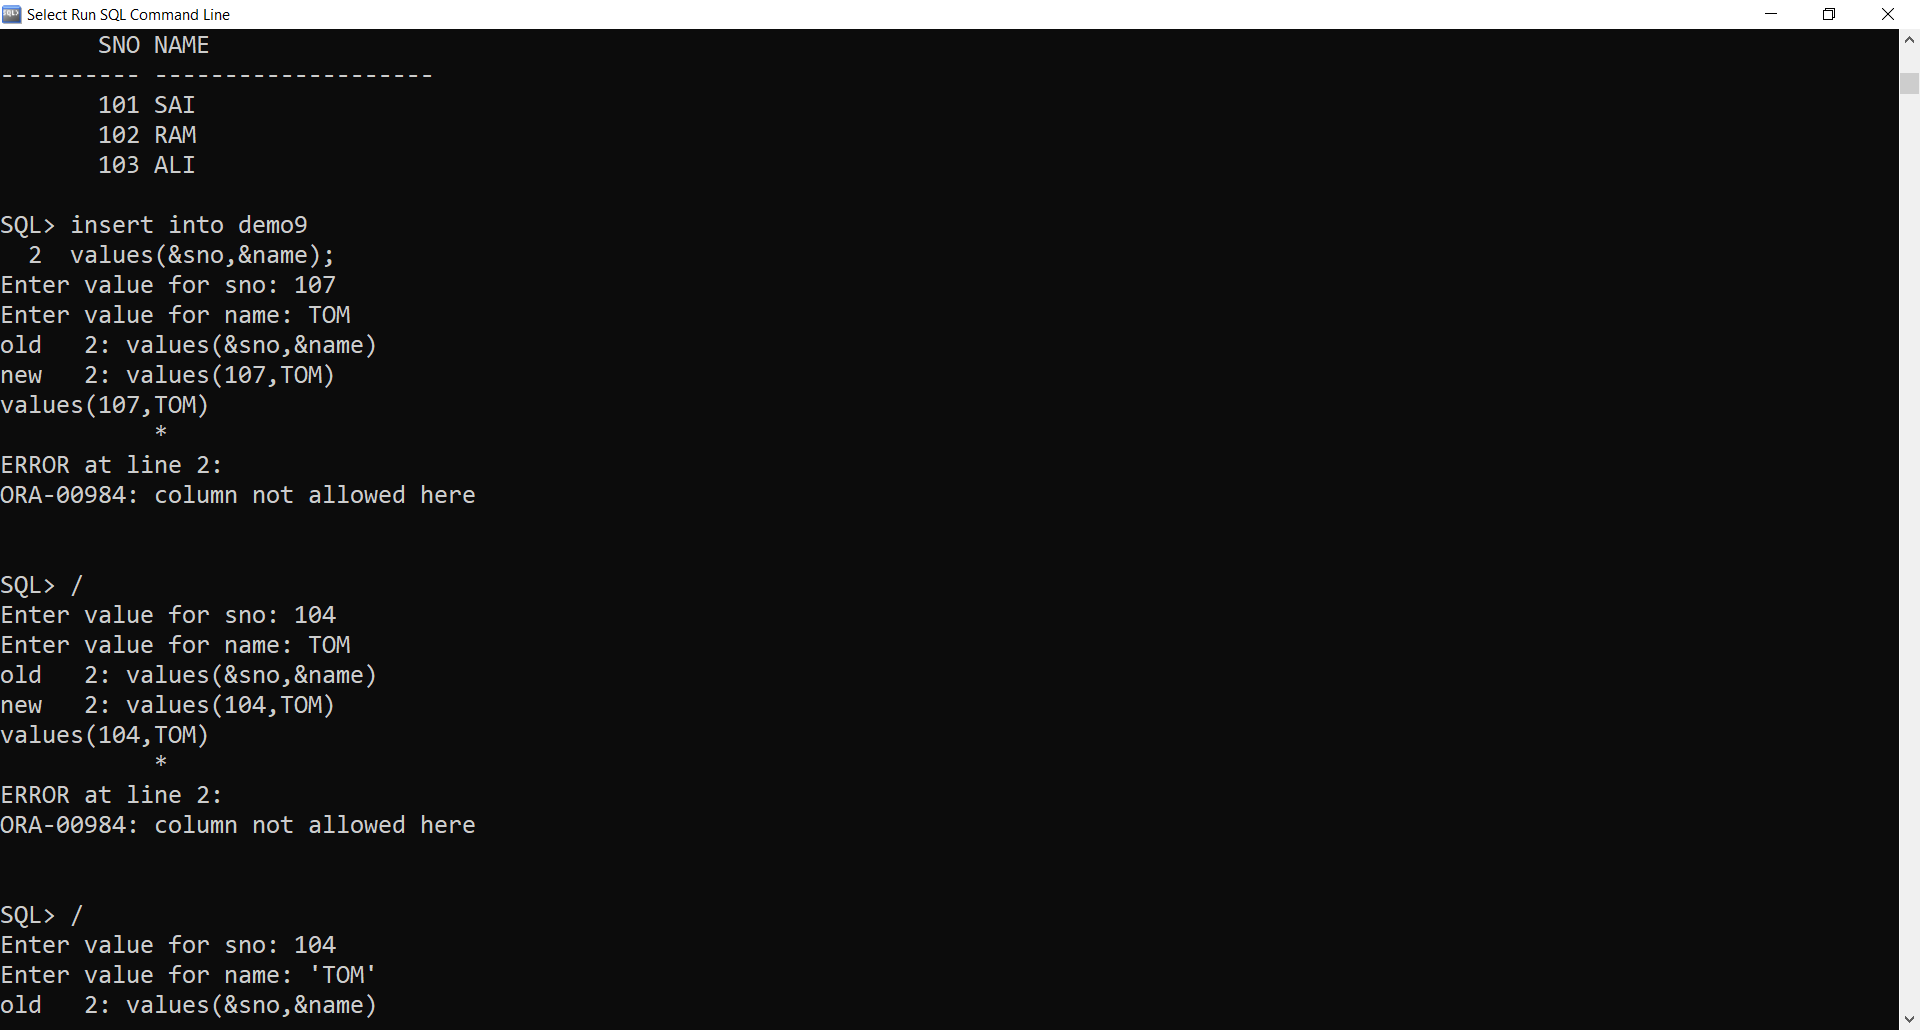 Select Run SQL Command Line
       SNO NAME
---------- --------------------
       101 SAI
       102 RAM
       103 ALI
SQL> insert into demo9
  2  values(&sno,&name);
Enter value for sno: 107
Enter value for name: TOM
old   2: values(&sno,&name)
new   2: values(107,TOM)
values(107,TOM)
           *
ERROR at line 2:
ORA-00984: column not allowed here
SQL> /
Enter value for sno: 104
Enter value for name: TOM
old   2: values(&sno,&name)
new   2: values(104,TOM)
values(104,TOM)
           *
ERROR at line 2:
ORA-00984: column not allowed here
SQL> /
Enter value for sno: 104
Enter value for name: 'TOM'
old   2: values(&sno,&name)